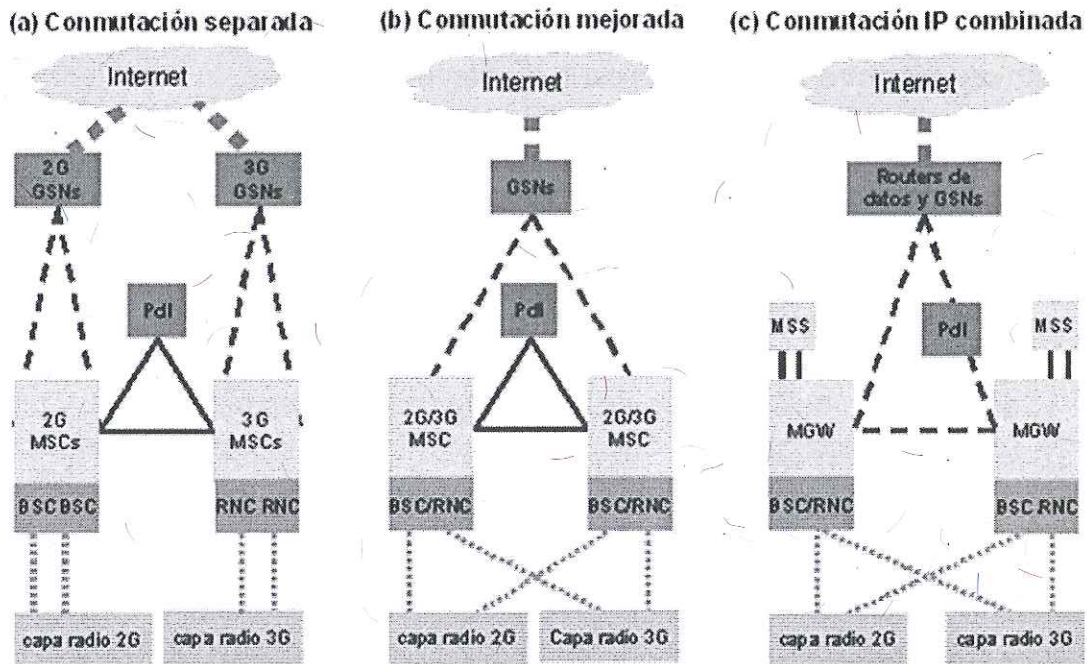 (a) Conmutación separada
Internet
2G
GSNs
3G
GSNs
PdI
2G
MSCs
3G
MSCs
BSC BSC
RNC RNC
capa radio 2G
capa radio 3G
(b) Conmutación mejorada
Internet
GSNs
PdI
2G/3G
MSC
2G/3G
MSC
BSC/RNC
BSC/RNC
capa radio 2G
Capa radio 3G
(c) Conmutación IP combinada
Internet
Routers de
datos y GSNs
MSS
PdI
MSS
MGW
MGW
BSC/RNC
BSC RNC
capa radio 2G
capa radio 3G